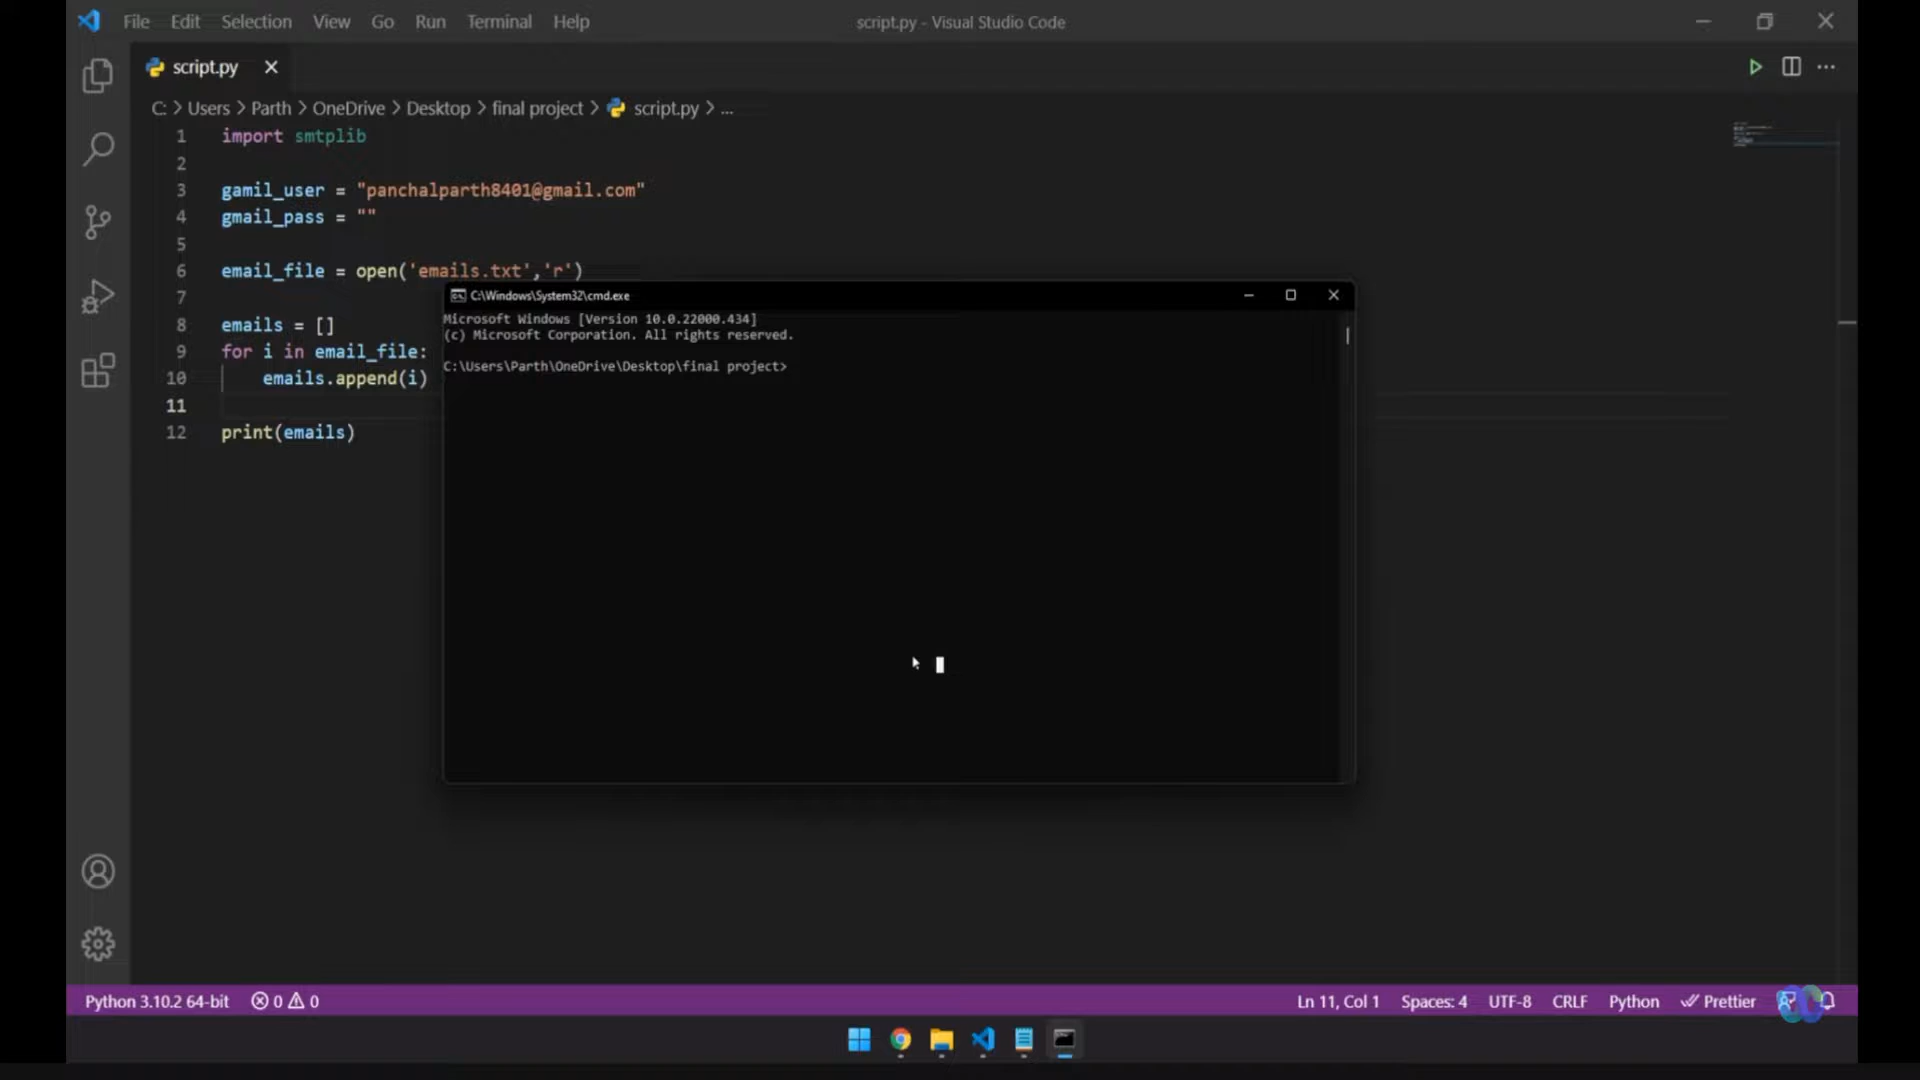 File Edit Selection View Go Run Terminal Help script.py - Visual Studio Code
script.py
C: > Users > Parth > OneDrive > Desktop > final project > script.py > ...
1 import smtplib
2
3 gamil_user = "panchalparth8401@gmail.com"
4 gmail_pass = ""
5
6 email_file = open('emails.txt','r')
7
8 emails = []
9 for i in email_file:
10 emails.append(i)
11
12 print(emails)
C:\Windows\System32\cmd.exe
Microsoft Windows [Version 10.0.22000.434]
(c) Microsoft Corporation. All rights reserved.
C:\Users\Parth\OneDrive\Desktop\final project>
Python 3.10.2 64-bit 0 0 Ln 11, Col 1 Spaces: 4 UTF-8 CRLF Python Prettier